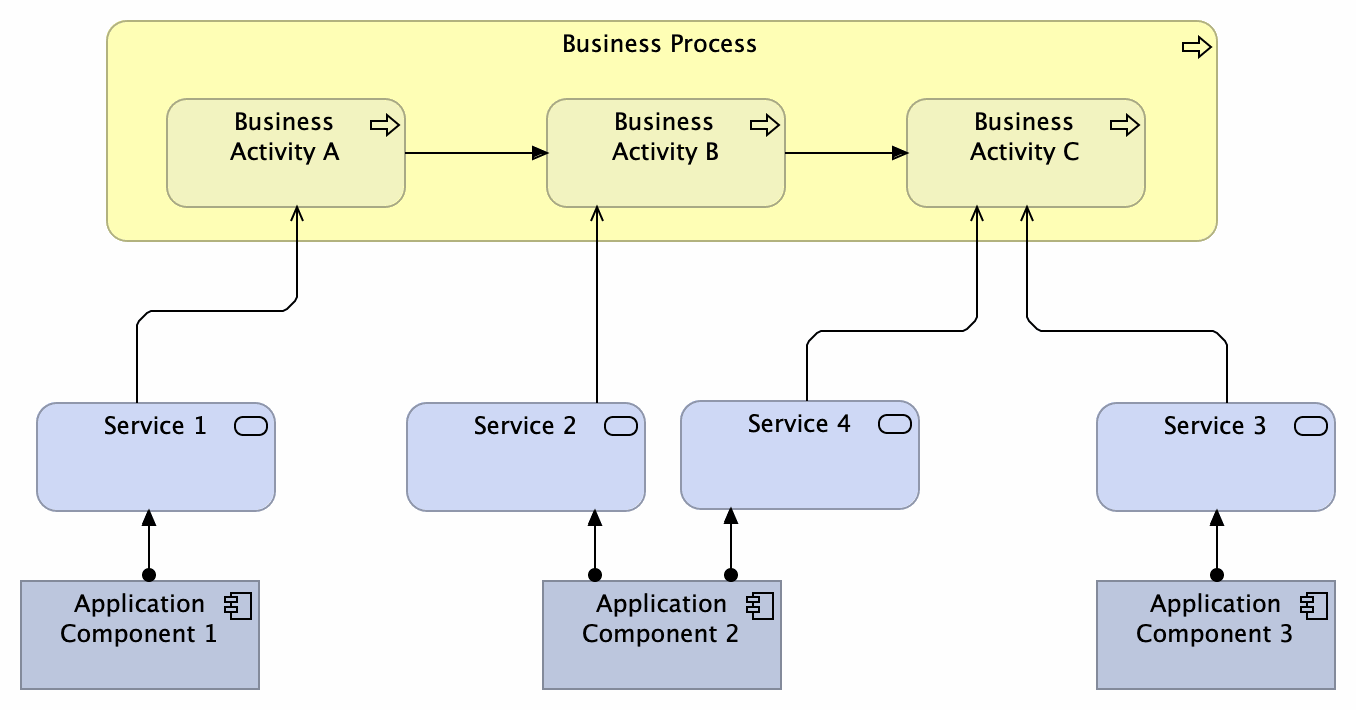 Business Process
Business
Activity A
Business
Activity B
Business
Activity C
Service 1
Service 2
Service 4
Service 3
Application
Component 1
Application
Component 2
Application
Component 3